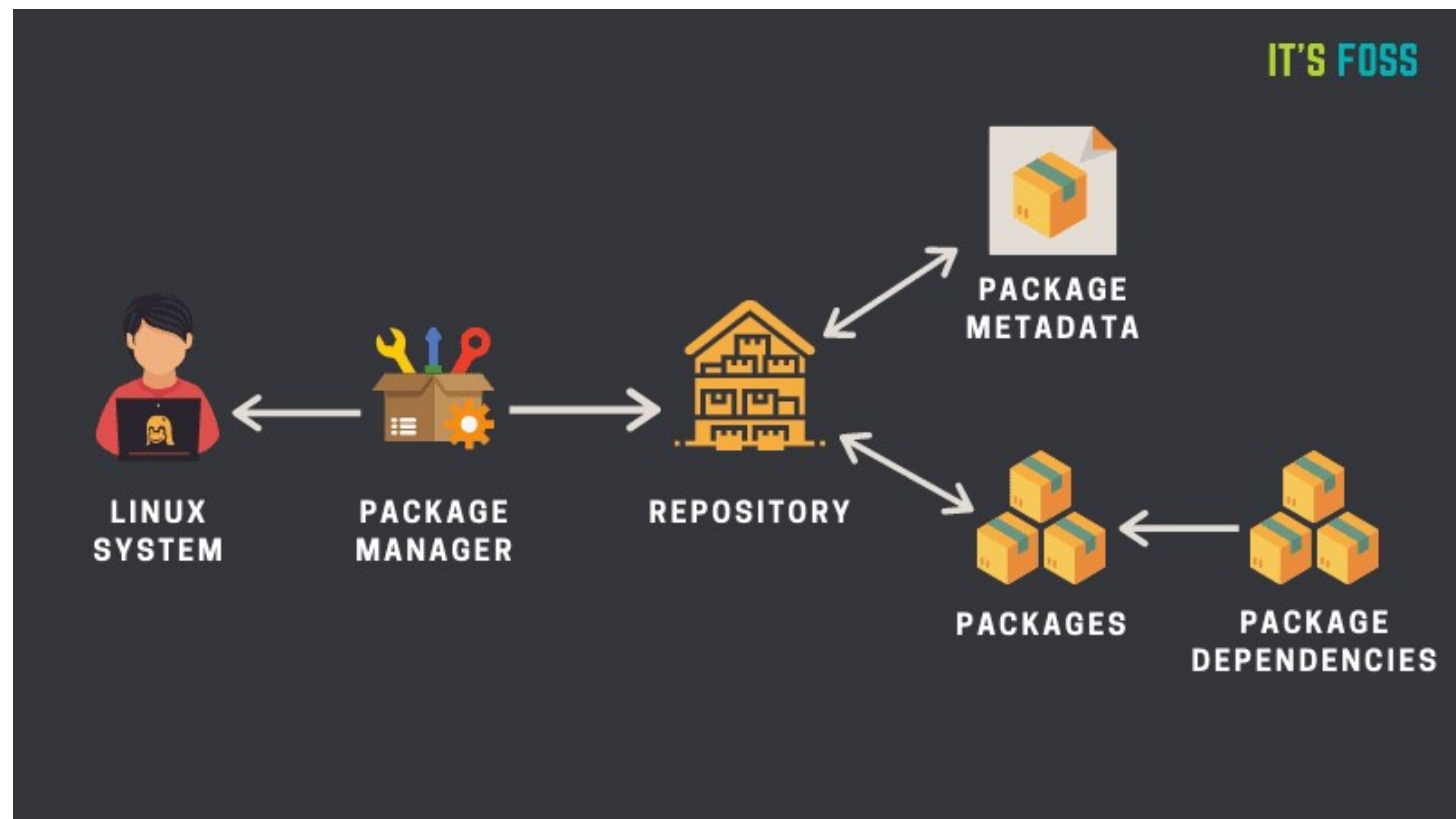 IT'S FOSS
PACKAGE
METADATA
LINUX
SYSTEM
PACKAGE
MANAGER
REPOSITORY
PACKAGES
PACKAGE
DEPENDENCIES